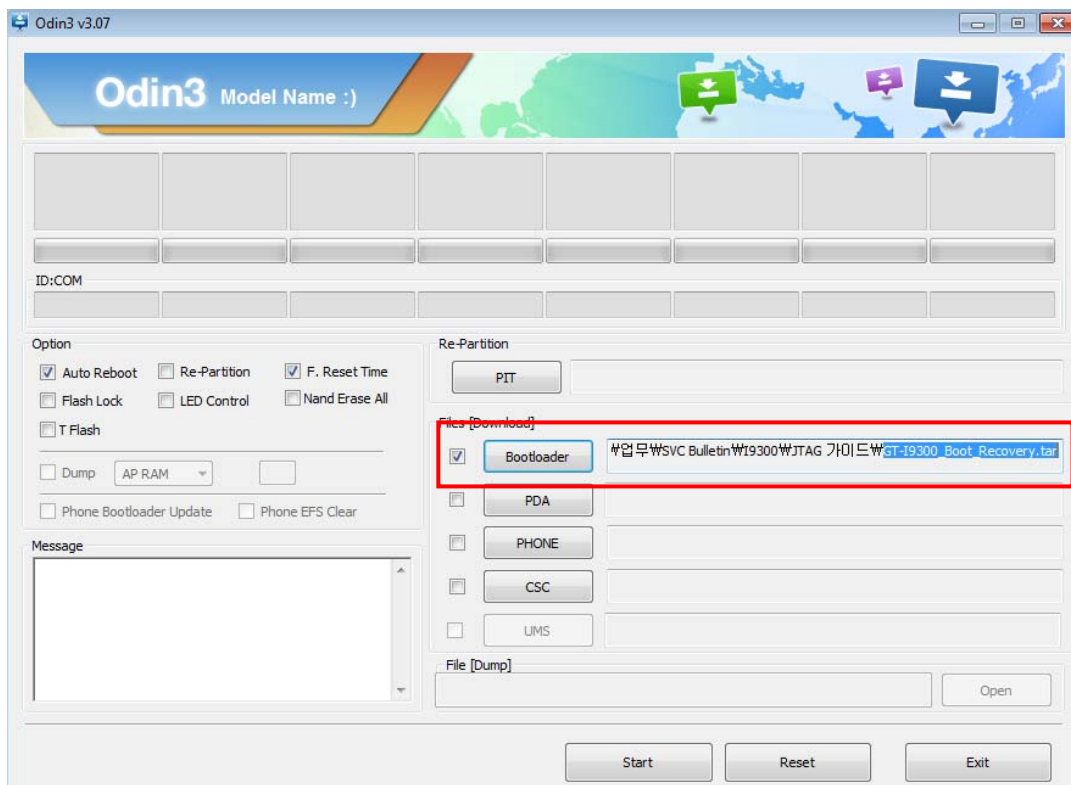 Odin3 v3.07
Odin3 Model Name :)
ID:COM
Option
Auto Reboot Re-Partition F. Reset Time
Flash Lock LED Control Nand Erase All
T Flash
Dump AP RAM
Phone Bootloader Update Phone EFS Clear
Message
Re-Partition
PIT
Files [Download]
Bootloader ₩업무₩SVC Bulletin₩I9300₩JTAG 가이드₩GT-I9300_Boot_Recovery.tar
PDA
PHONE
CSC
UMS
File [Dump]
Open
Start Reset Exit